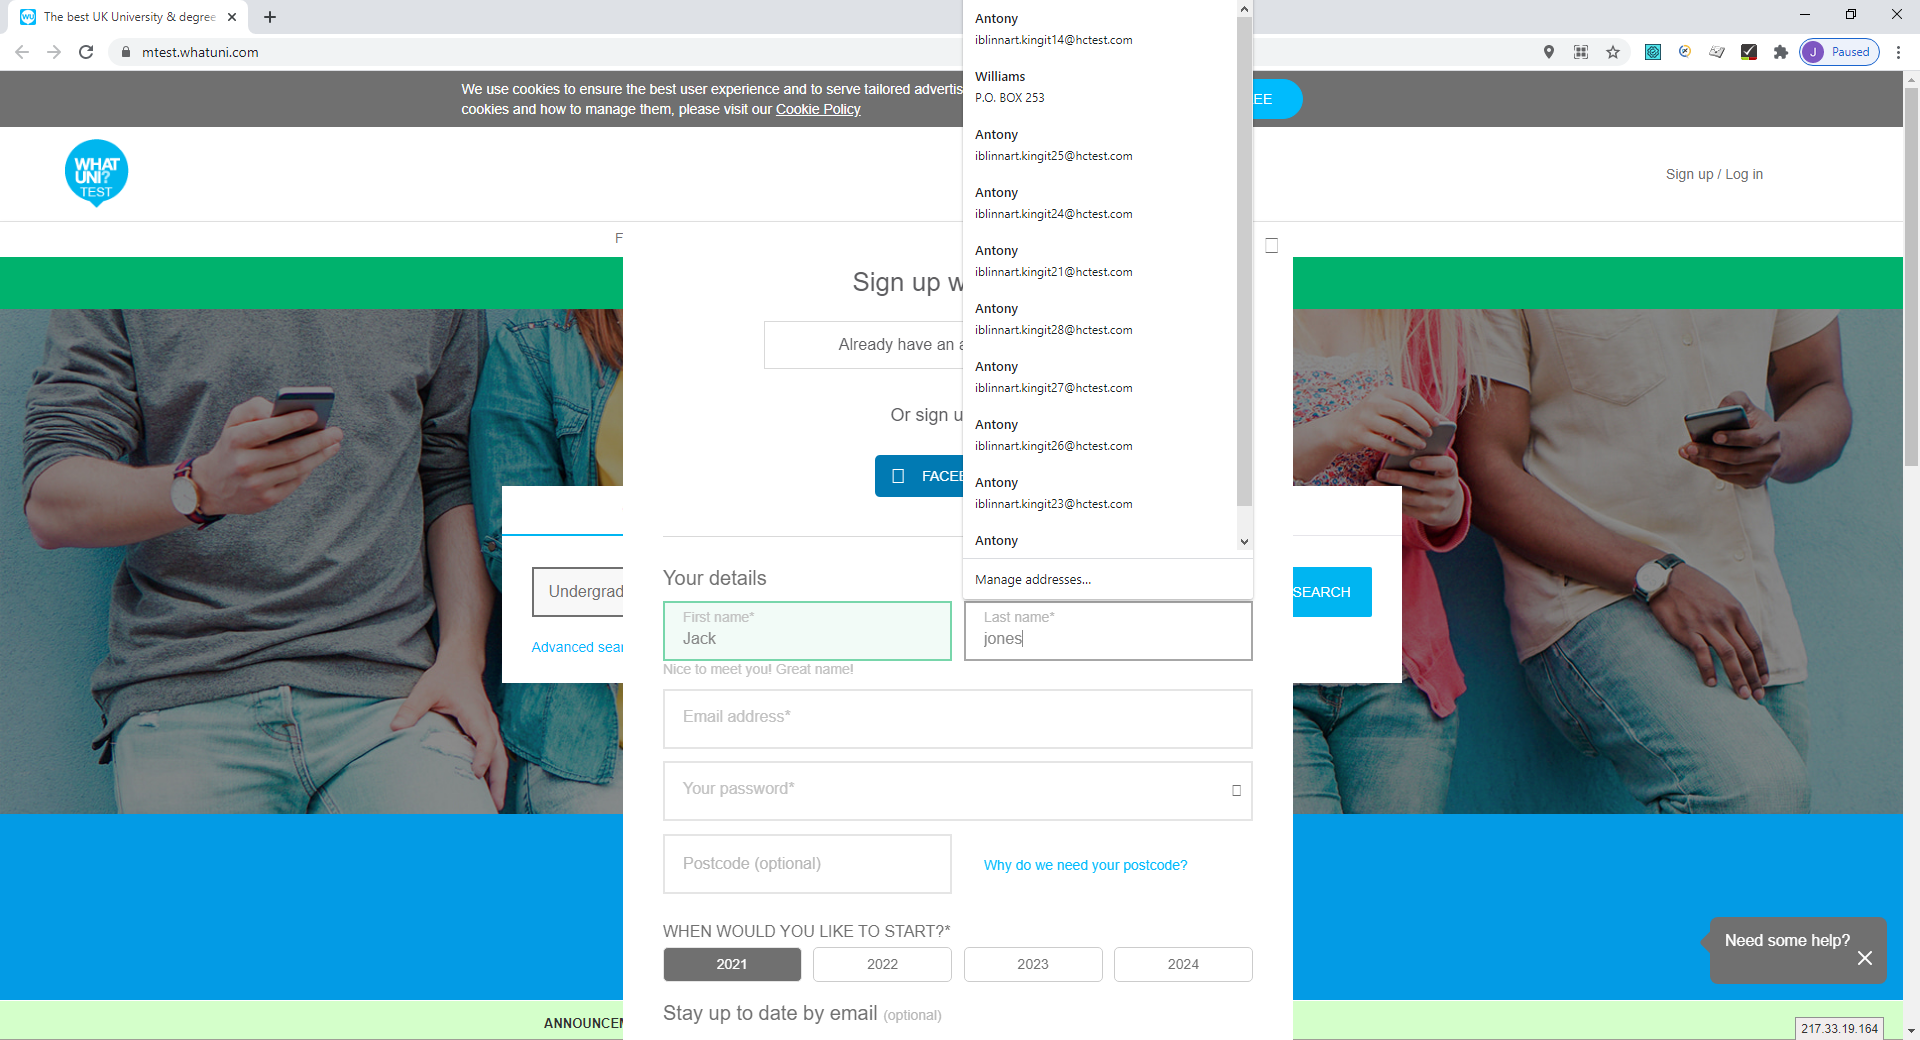 The best UK University & degree
mtest.whatuni.com
J Paused
We use cookies to ensure the best user experience and to serve tailored advertis
cookies and how to manage them, please visit our Cookie Policy
EE
WHAT
UNI?
TEST
Sign up / Log in
F
Antony
iblinnart.kingit14@hctest.com
Williams
P.O. BOX 253
Antony
iblinnart.kingit25@hctest.com
Antony
iblinnart.kingit24@hctest.com
Antony
iblinnart.kingit21@hctest.com
Antony
iblinnart.kingit28@hctest.com
Antony
iblinnart.kingit27@hctest.com
Antony
iblinnart.kingit26@hctest.com
Antony
iblinnart.kingit23@hctest.com
Antony
Manage addresses...
Sign up w
Already have an a
Or sign u
FACEB
Undergrad
SEARCH
Advanced sear
Your details
First name*
Jack
Last name*
jones
Nice to meet you! Great name!
Email address*
Your password*
Postcode (optional)
Why do we need your postcode?
WHEN WOULD YOU LIKE TO START?*
2021 2022 2023 2024
Stay up to date by email (optional)
Need some help?
ANNOUNCEM
217.33.19.164